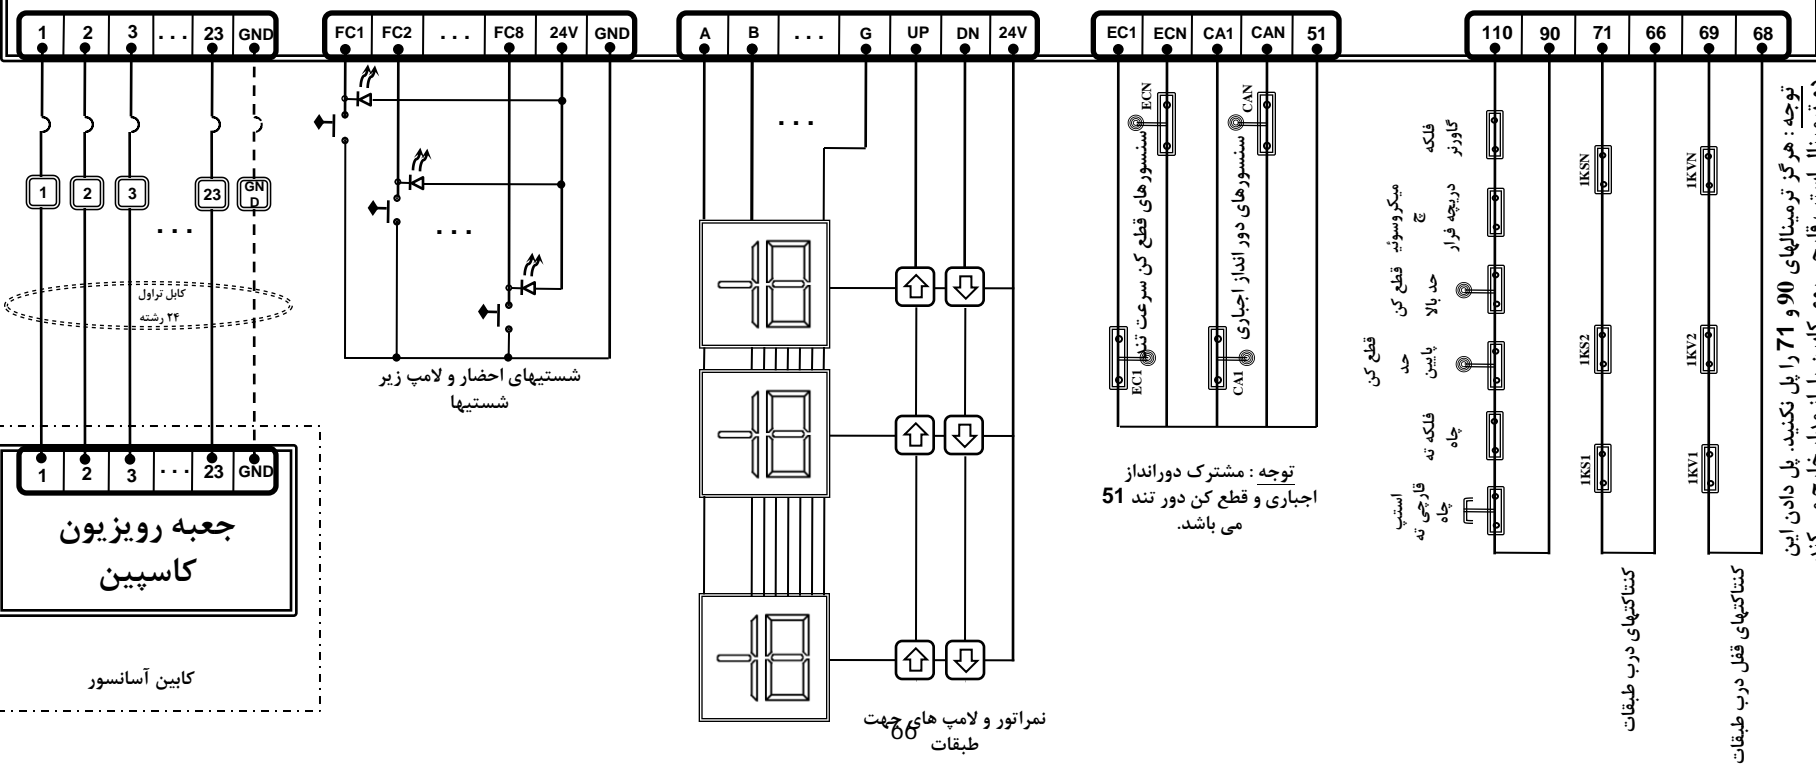 1 2 3 ... 23 GND
FC1 FC2 ... FC8 24V GND
A B ... G UP DN 24V
EC1 ECN CA1 CAN 51
110 90 71 66 69 68
1 2 3 23 GN
D
...
کابل تراول
۲۴ رشته
1 2 3 ... 23 GND
جعبه رویزیون
کاسپین
کابین آسانسور
...
شستیهای احضار و لامپ زیر
شستیها
...
نمراتور و لامپ های جهت
طبقات
66
ECN
سنسورهای قطع کن سرعت تند
EC1
CAN
سنسورهای دور انداز اجباری
CA1
توجه : مشترک دورانداز
اجباری و قطع کن دور تند 51
می باشد.
فلکه
گاورنر
میکروسوئی
چ
دریچه فرار
قطع کن
حد بالا
قطع کن
حد
پایین
فلکه ته
چاه
استپ
قارچی ته
چاه
1KSN
1KS2
1KS1
کنتاکتهای درب طبقات
1KVN
1KV2
1KV1
کنتاکتهای قفل درب طبقات
توجه : هرگز ترمینالهای 90 و 71 را پل نکنید. پل دادن این